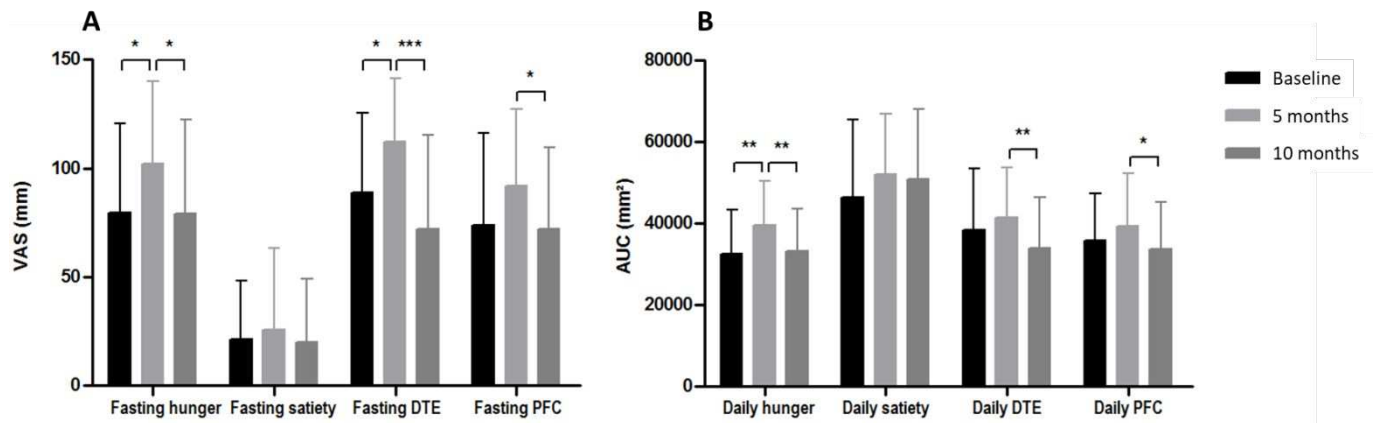 A
B
* *
* ***
*
150
100
50
0
VAS (mm)
Fasting hunger Fasting satiety Fasting DTE Fasting PFC
** **
**
*
80000
60000
40000
20000
0
AUC (mm²)
Daily hunger Daily satiety Daily DTE Daily PFC
Baseline
5 months
10 months